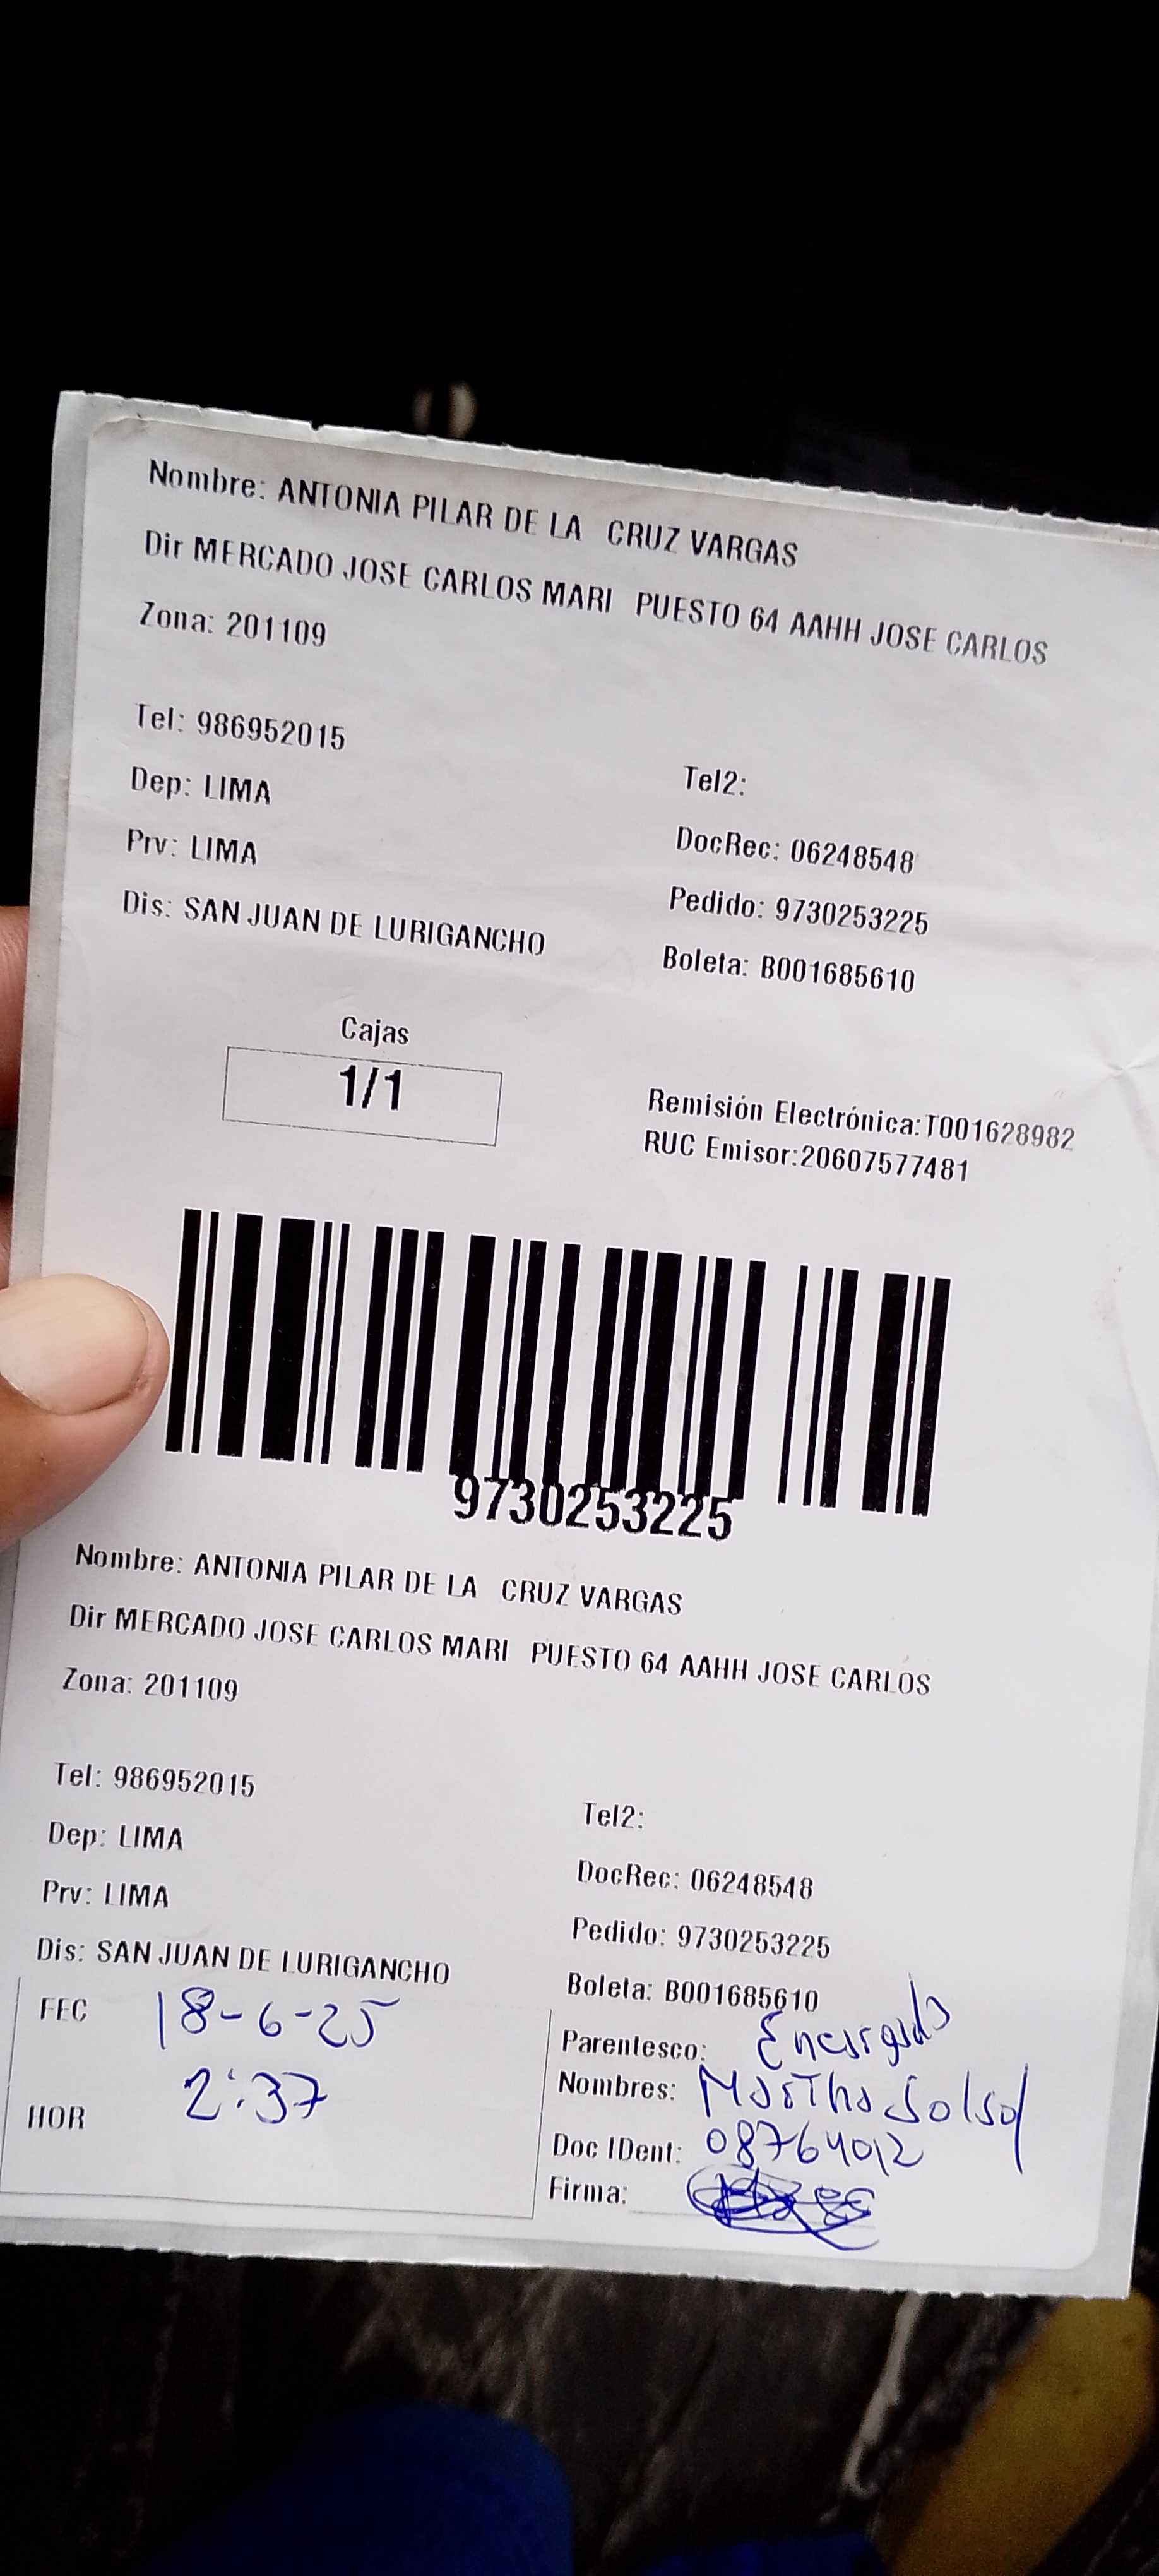 Nombre: ANTONIA PILAR DE LA CRUZ VARGAS
Dir MERCADO JOSE CARLOS MARI PUESTO 64 AAHH JOSE CARLOS
Zona: 201109
Tel: 986952015
Tel2:
Dep: LIMA
DocRec: 06248548
Prv: LIMA
Pedido: 9730253225
Dis: SAN JUAN DE LURIGANCHO
Boleta: B001685610
Cajas
1/1
Remisión Electrónica:T001628982
RUC Emisor:20607577481
9730253225
Nombre: ANTONIA PILAR DE LA CRUZ VARGAS
Dir MERCADO JOSE CARLOS MARI PUESTO 64 AAHH JOSE CARLOS
Zona: 201109
Tel: 986952015
Tel2:
Dep: LIMA
DocRec: 06248548
Prv: LIMA
Pedido: 9730253225
Dis: SAN JUAN DE LURIGANCHO
Boleta: B001685610
FEC 18-6-25
Parentesco: Encargado
Nombres: Martha Solsol
HOR 2:37
Doc IDent: 08764012
Firma: